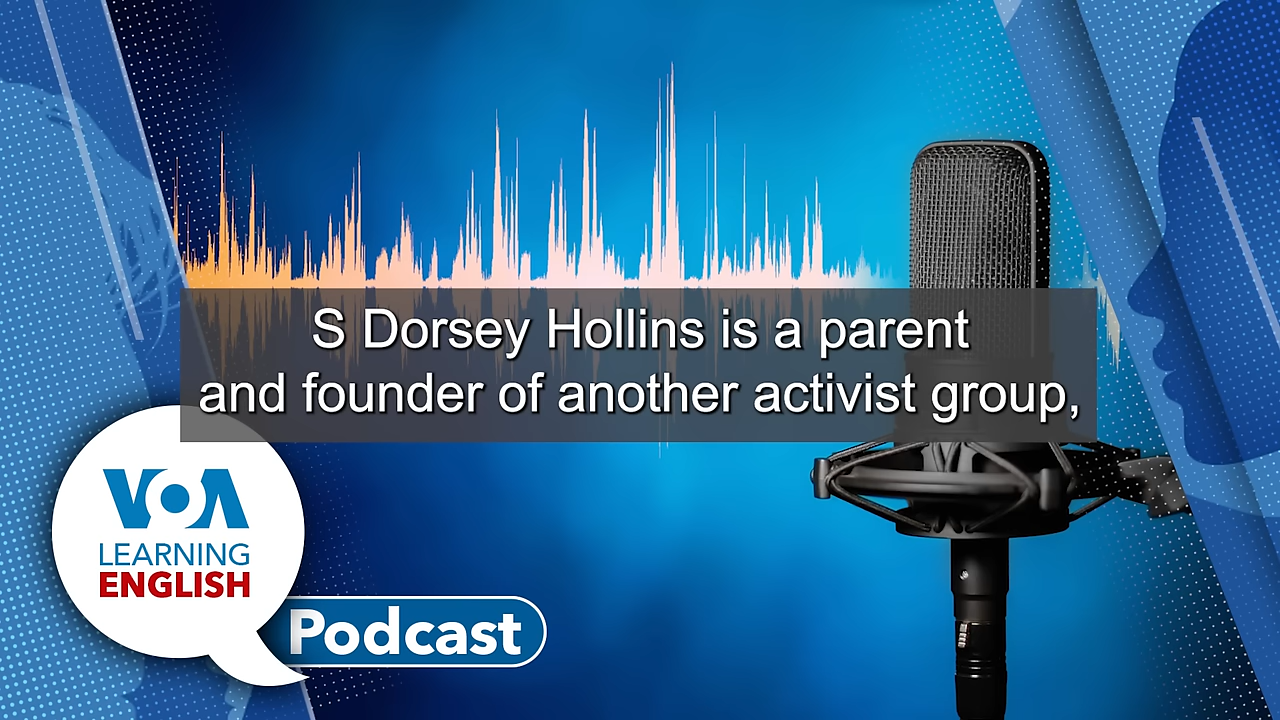 S Dorsey Hollins is a parent
and founder of another activist group,
VOA
LEARNING
ENGLISH
Podcast